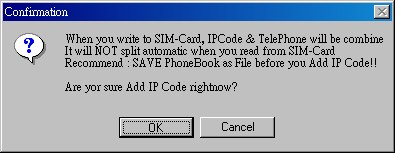 Confirmation
When you write to SIM-Card, IPCode & TelePhone will be combine
It will NOT split automatic when you read from SIM-Card
Recommend : SAVE PhoneBook as File before you Add IP Code!!
Are yor sure Add IP Code rightnow?
OK
Cancel